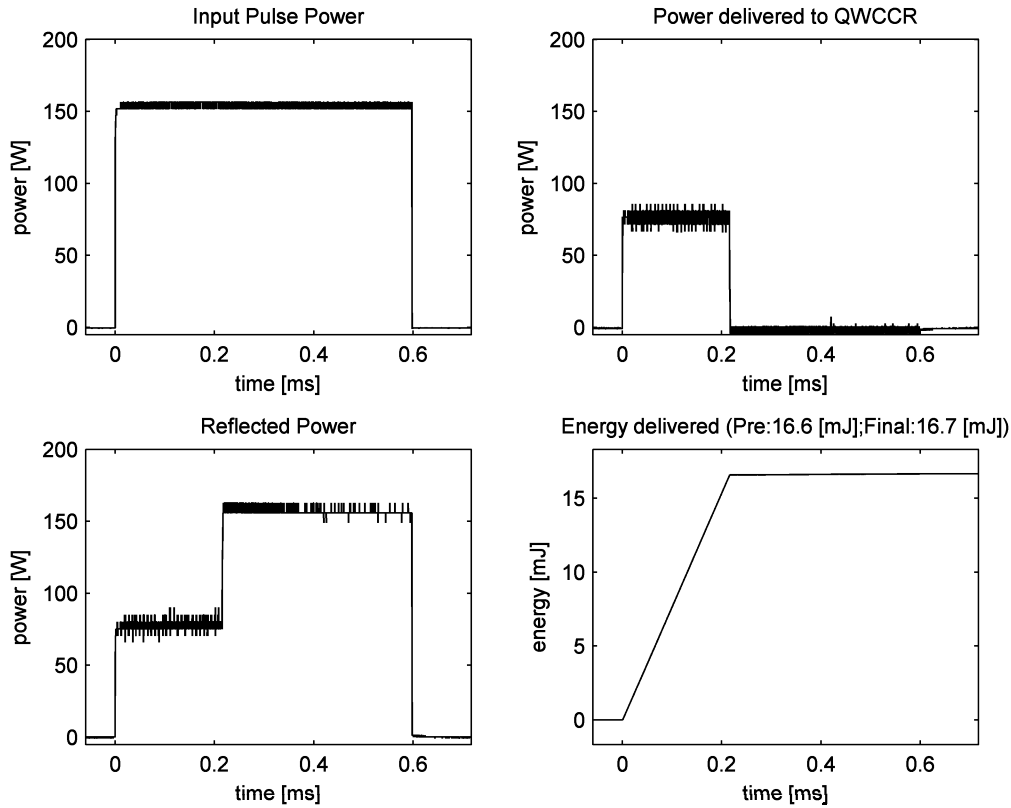 Input Pulse Power
200
150
100
50
0
power [W]
0 0.2 0.4 0.6
time [ms]
Power delivered to QWCCR
200
150
100
50
0
power [W]
0 0.2 0.4 0.6
time [ms]
Reflected Power
200
150
100
50
0
power [W]
0 0.2 0.4 0.6
time [ms]
Energy delivered (Pre:16.6 [mJ];Final:16.7 [mJ])
15
10
5
0
energy [mJ]
0 0.2 0.4 0.6
time [ms]